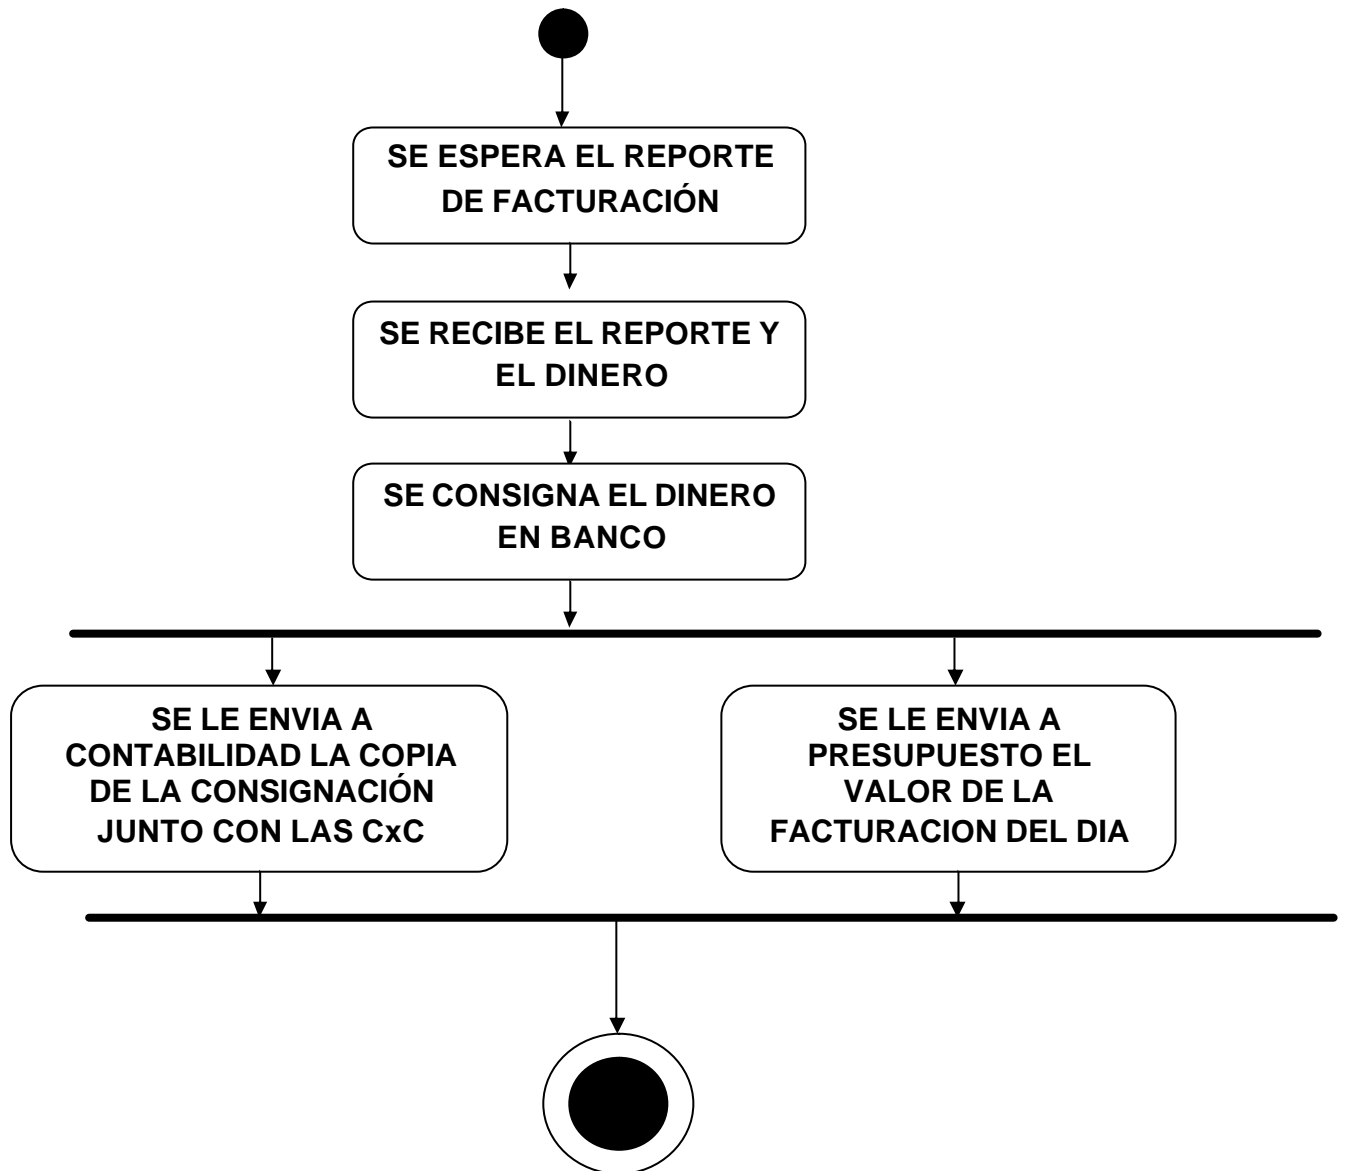 SE ESPERA EL REPORTE
DE FACTURACIÓN
SE RECIBE EL REPORTE Y
EL DINERO
SE CONSIGNA EL DINERO
EN BANCO
SE LE ENVIA A
CONTABILIDAD LA COPIA
DE LA CONSIGNACIÓN
JUNTO CON LAS CxC
SE LE ENVIA A
PRESUPUESTO EL
VALOR DE LA
FACTURACION DEL DIA